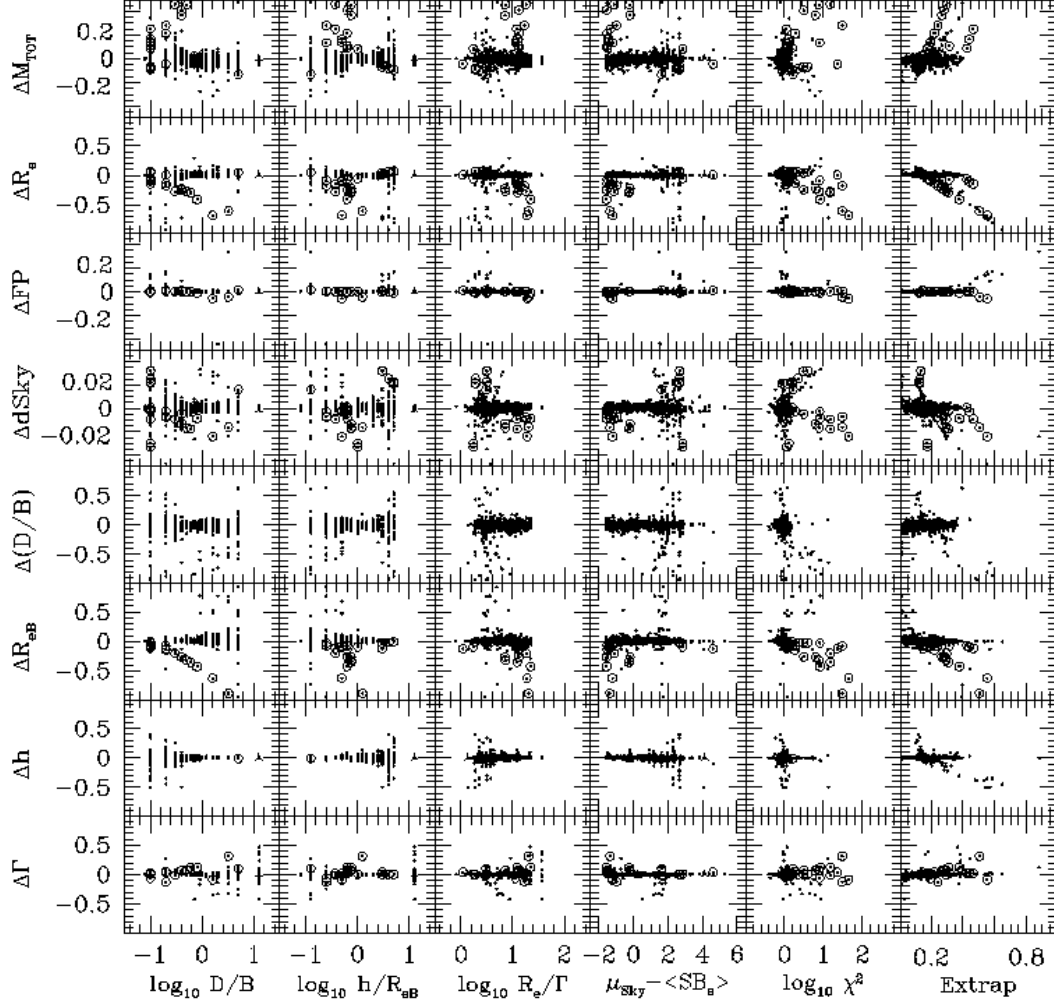 ΔM_TOT
0.2
0
−0.2
ΔR_e
0.5
0
−0.5
ΔFP
0.2
0
−0.2
ΔdSky
0.02
0
−0.02
Δ(D/B)
0.5
0
−0.5
ΔR_eB
0.5
0
−0.5
Δh
0.5
0
−0.5
ΔΓ
0.5
0
−0.5
−1 0 1 −1 0 1 0 1 2 −2 0 2 4 6 0 1 2 0.2 0.8
log₁₀ D/B log₁₀ h/R_eB log₁₀ R_e/Γ μ_Sky−<SB_e> log₁₀ χ² Extrap